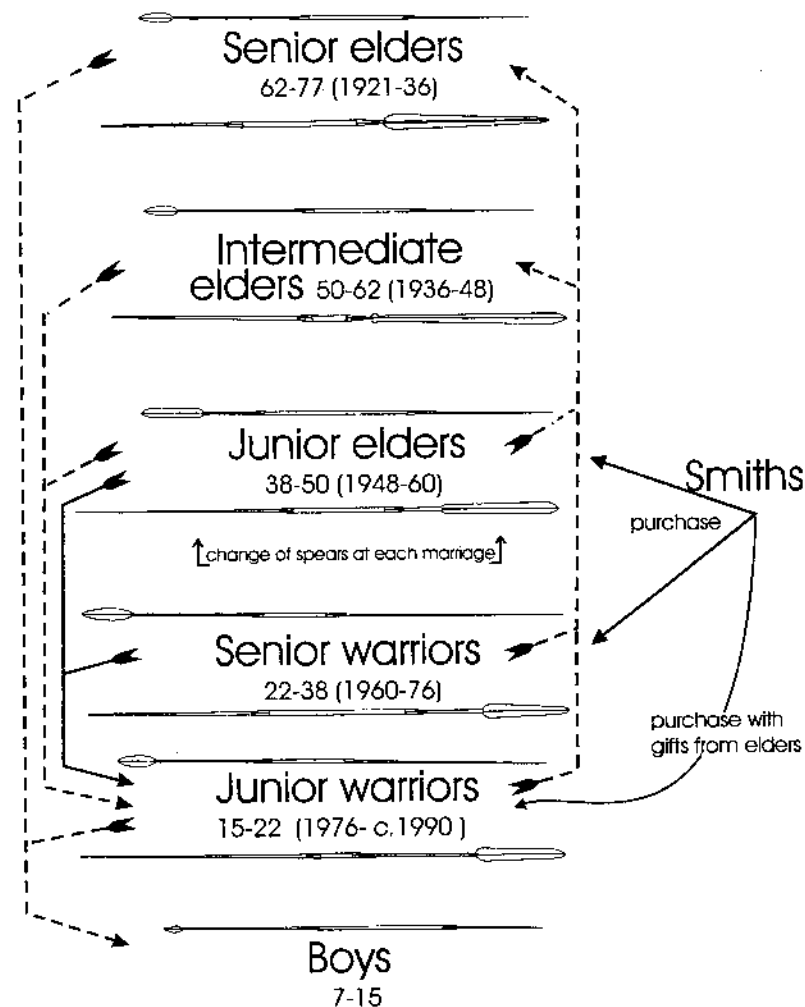 Senior elders
62-77 (1921-36)
Intermediate
elders 50-62 (1936-48)
Junior elders
38-50 (1948-60)
Smiths
purchase
change of spears at each marriage
Senior warriors
22-38 (1960-76)
purchase with
gifts from elders
Junior warriors
15-22 (1976- c.1990 )
Boys
7-15